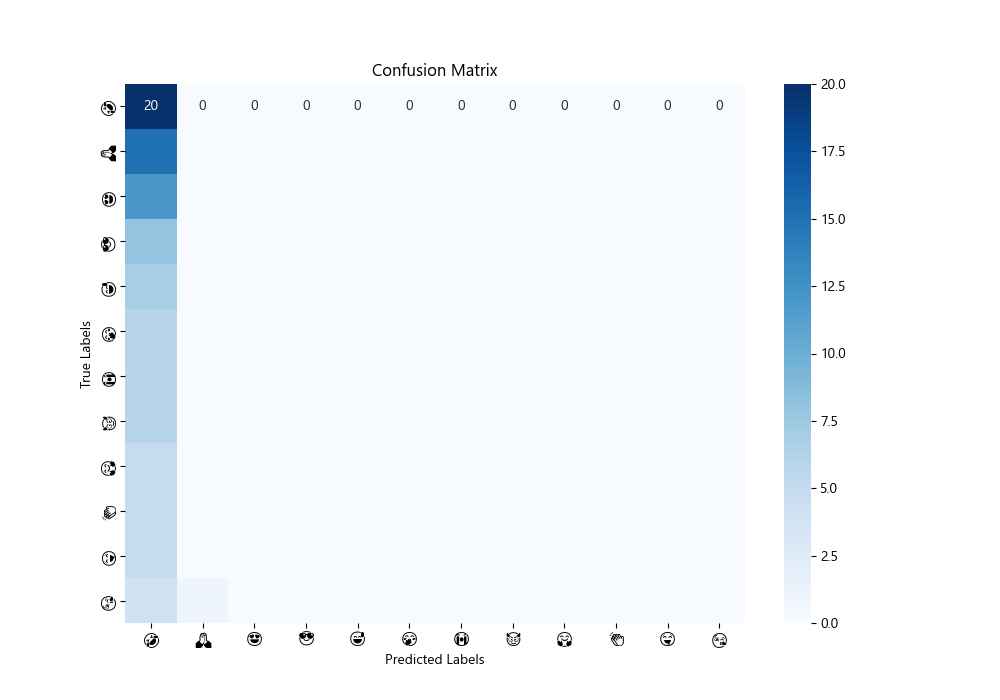 Confusion Matrix
20 0 0 0 0 0 0 0 0 0 0 0
True Labels
🤣 🙏 😍 😎 😅 🤔 😭 😈 🤗 👏 😂 😘
Predicted Labels
20.0
17.5
15.0
12.5
10.0
7.5
5.0
2.5
0.0